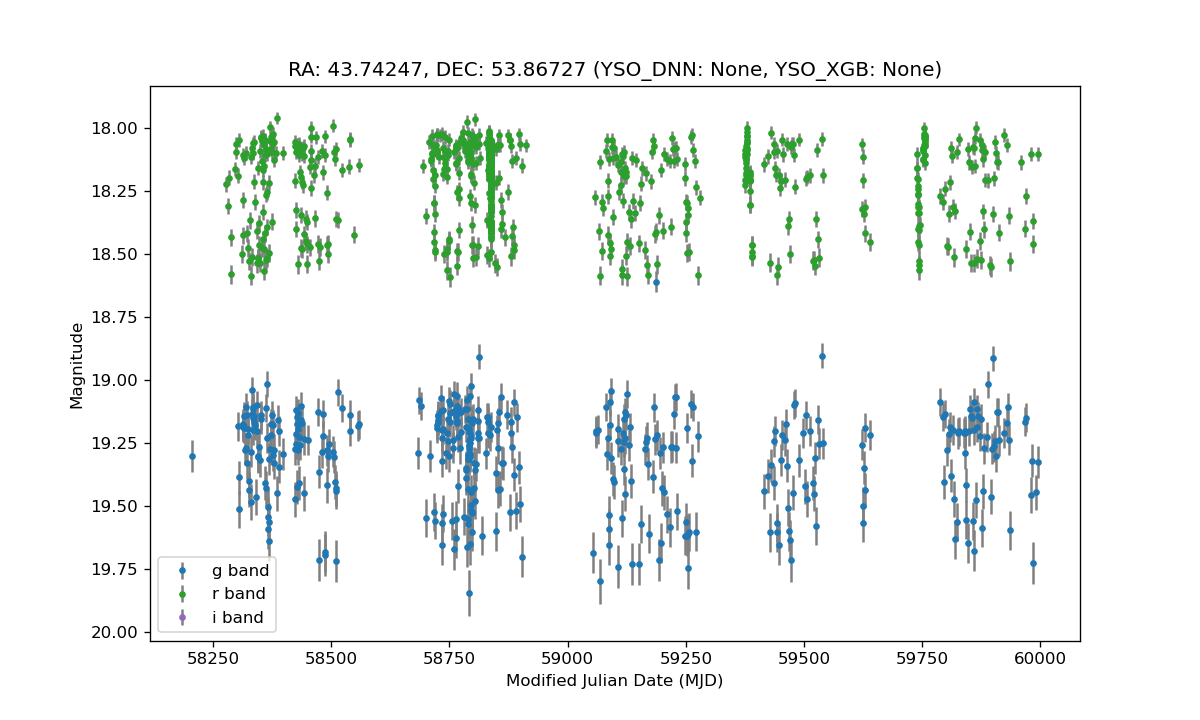 RA: 43.74247, DEC: 53.86727 (YSO_DNN: None, YSO_XGB: None)
Magnitude
18.00
18.25
18.50
18.75
19.00
19.25
19.50
19.75
20.00
g band
r band
i band
58250 58500 58750 59000 59250 59500 59750 60000
Modified Julian Date (MJD)